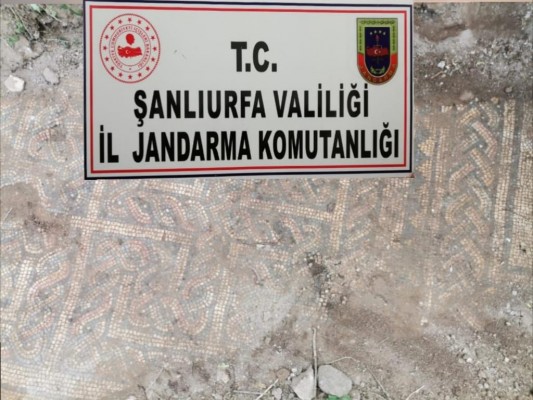 T.C.
ŞANLIURFA VALİLİĞİ
İL JANDARMA KOMUTANLIĞI